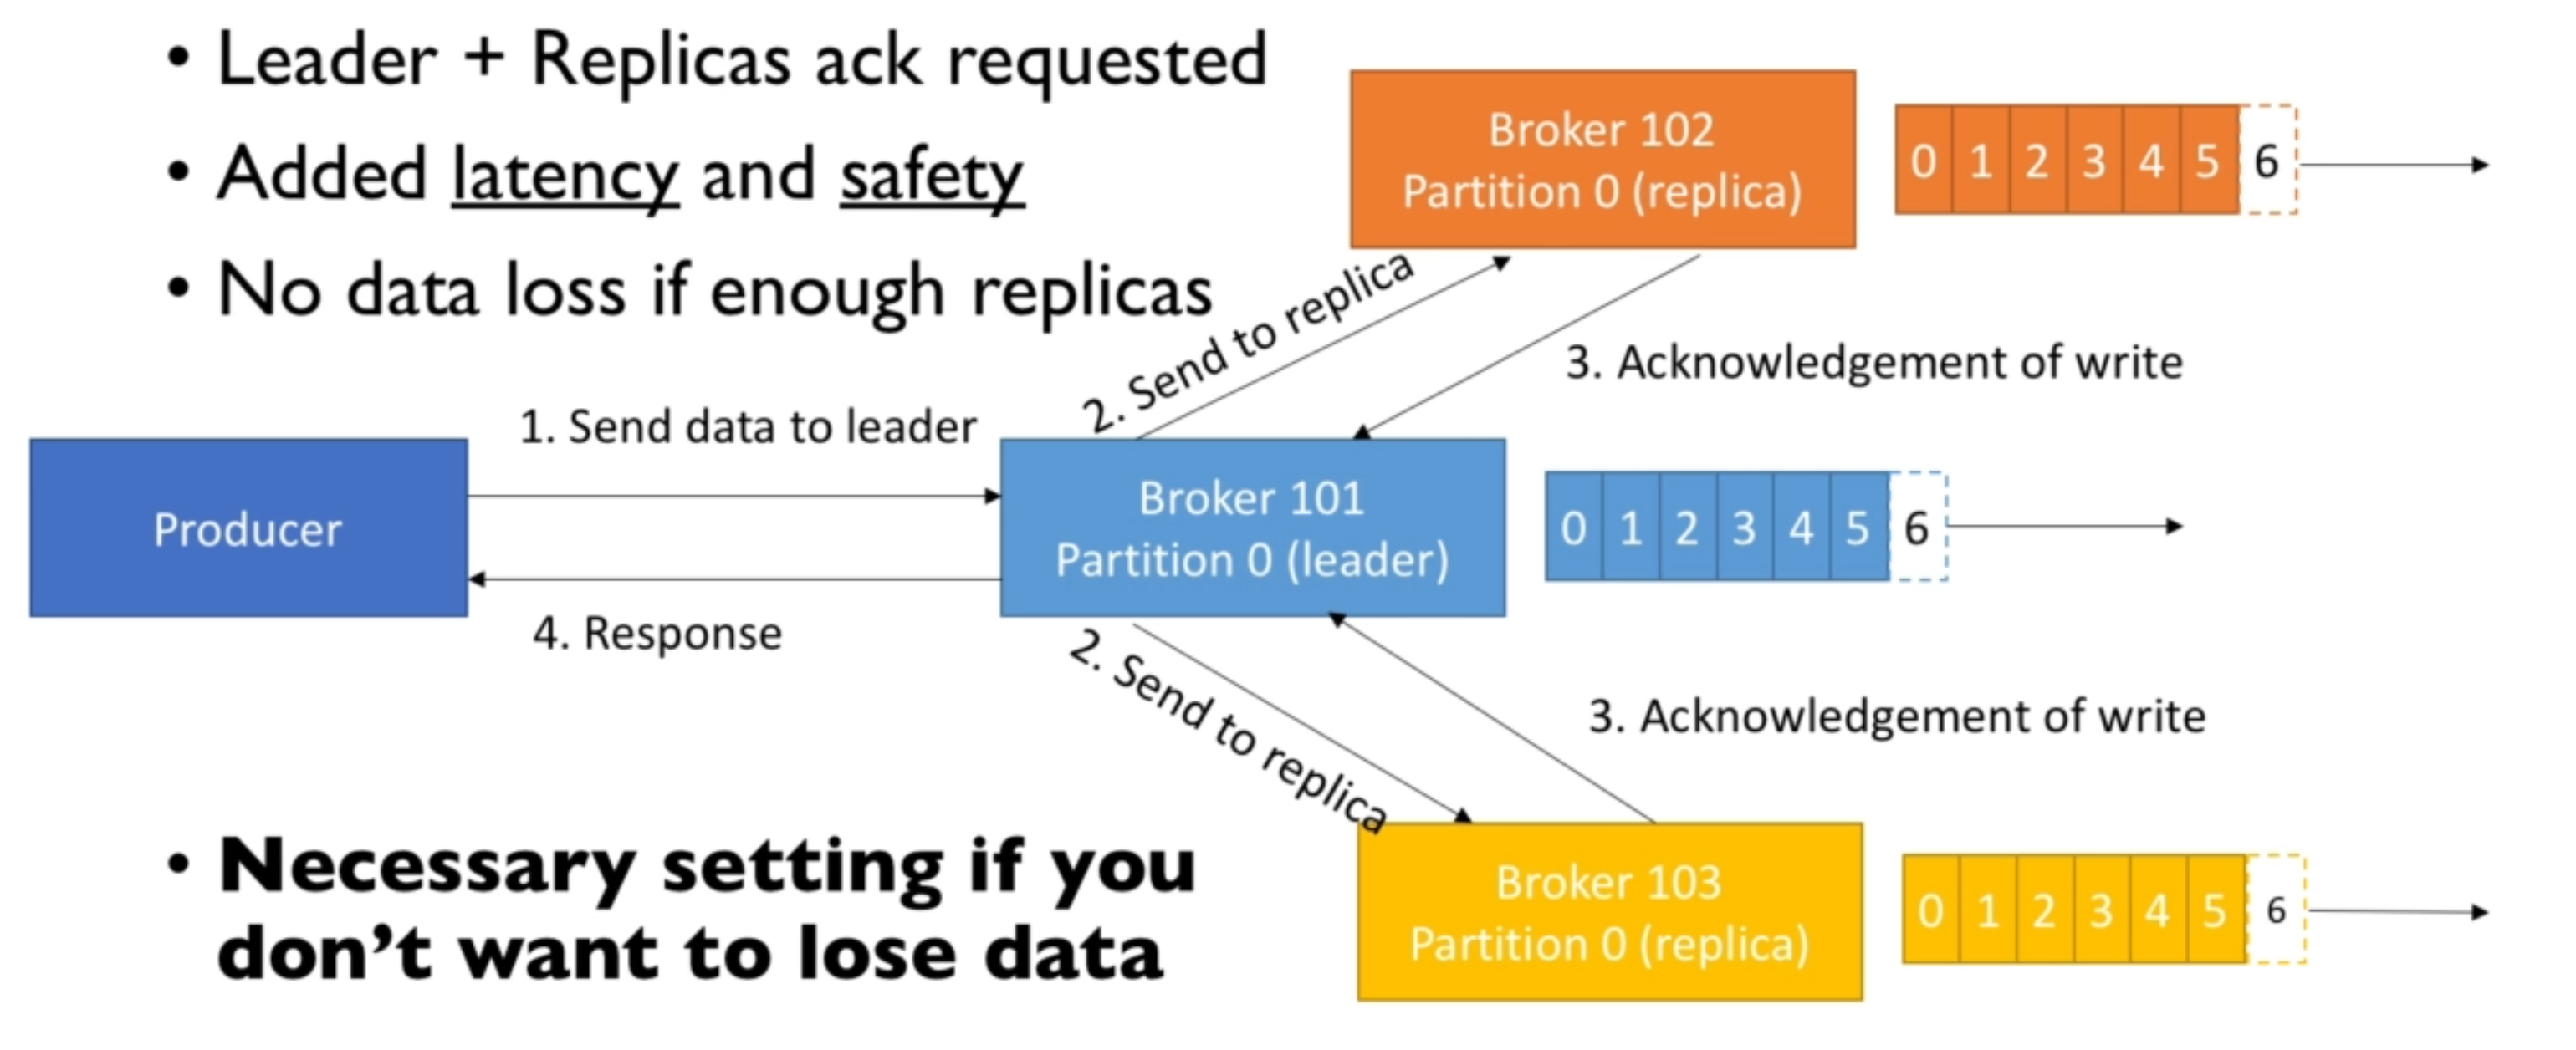 • Leader + Replicas ack requested
• Added latency and safety
• No data loss if enough replicas
Broker 102
Partition 0 (replica)
0 1 2 3 4 5 6
2. Send to replica
3. Acknowledgement of write
1. Send data to leader
Producer
Broker 101
Partition 0 (leader)
0 1 2 3 4 5 6
4. Response
2. Send to replica
3. Acknowledgement of write
• Necessary setting if you
don’t want to lose data
Broker 103
Partition 0 (replica)
0 1 2 3 4 5 6